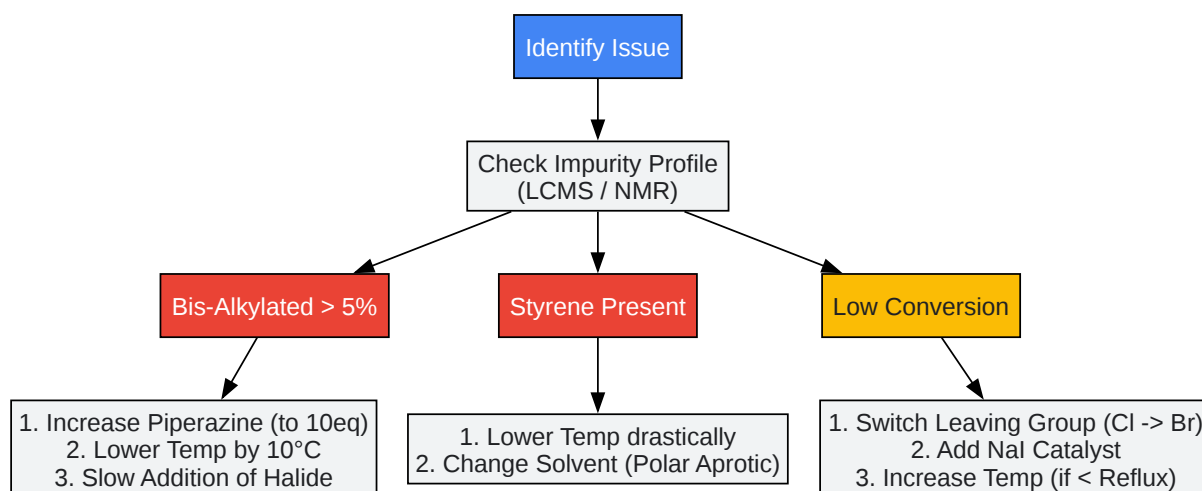 Identify Issue
Check Impurity Profile
(LCMS / NMR)
Bis-Alkylated > 5%
Styrene Present
Low Conversion
1. Increase Piperazine (to 10eq)
2. Lower Temp by 10°C
3. Slow Addition of Halide
1. Lower Temp drastically
2. Change Solvent (Polar Aprotic)
1. Switch Leaving Group (Cl -> Br)
2. Add NaI Catalyst
3. Increase Temp (if < Reflux)